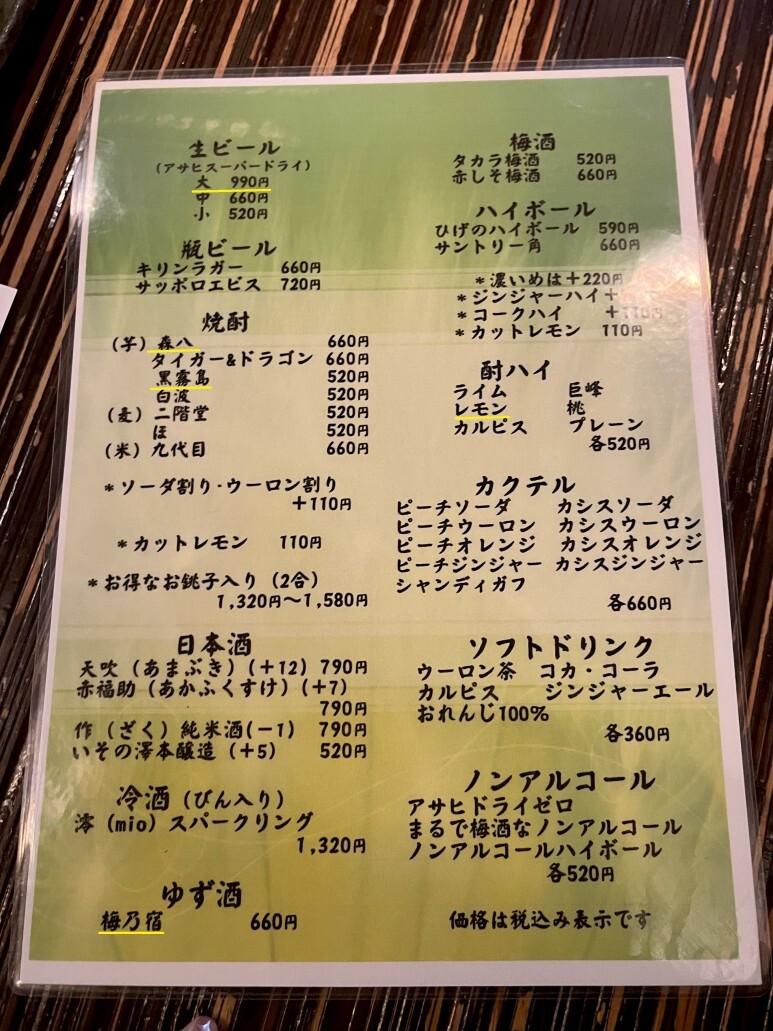 生ビール
(アサヒスーパードライ)
大 990円
中 660円
小 520円
瓶ビール
キリンラガー 660円
サッポロエビス 720円
焼酎
(芋) 森八 660円
タイガー&ドラゴン 660円
黒霧島 520円
白波 520円
(麦) 二階堂 520円
ほ 520円
(米) 九代目 660円
*ソーダ割り・ウーロン割り
+110円
*カットレモン 110円
*お得なお銚子入り (2合)
1,320円〜1,580円
日本酒
天吹 (あまぶき) (+12) 790円
赤福助 (あかふくすけ) (+7)
790円
作 (ざく) 純米酒(-1) 790円
いその澤本醸造 (+5) 520円
冷酒 (びん入り)
澪 (mio) スパークリング
1,320円
ゆず酒
梅乃宿 660円
梅酒
タカラ梅酒 520円
赤しそ梅酒 660円
ハイボール
ひげのハイボール 590円
サントリー角 660円
*濃いめは+220円
*ジンジャーハイ+
*コークハイ +110円
*カットレモン 110円
酎ハイ
ライム 巨峰
レモン 桃
カルピス プレーン
各520円
カクテル
ピーチソーダ カシスソーダ
ピーチウーロン カシスウーロン
ピーチオレンジ カシスオレンジ
ピーチジンジャー カシスジンジャー
シャンディガフ
各660円
ソフトドリンク
ウーロン茶 コカ・コーラ
カルピス ジンジャーエール
おれんじ100%
各360円
ノンアルコール
アサヒドライゼロ
まるで梅酒なノンアルコール
ノンアルコールハイボール
各520円
価格は税込み表示です